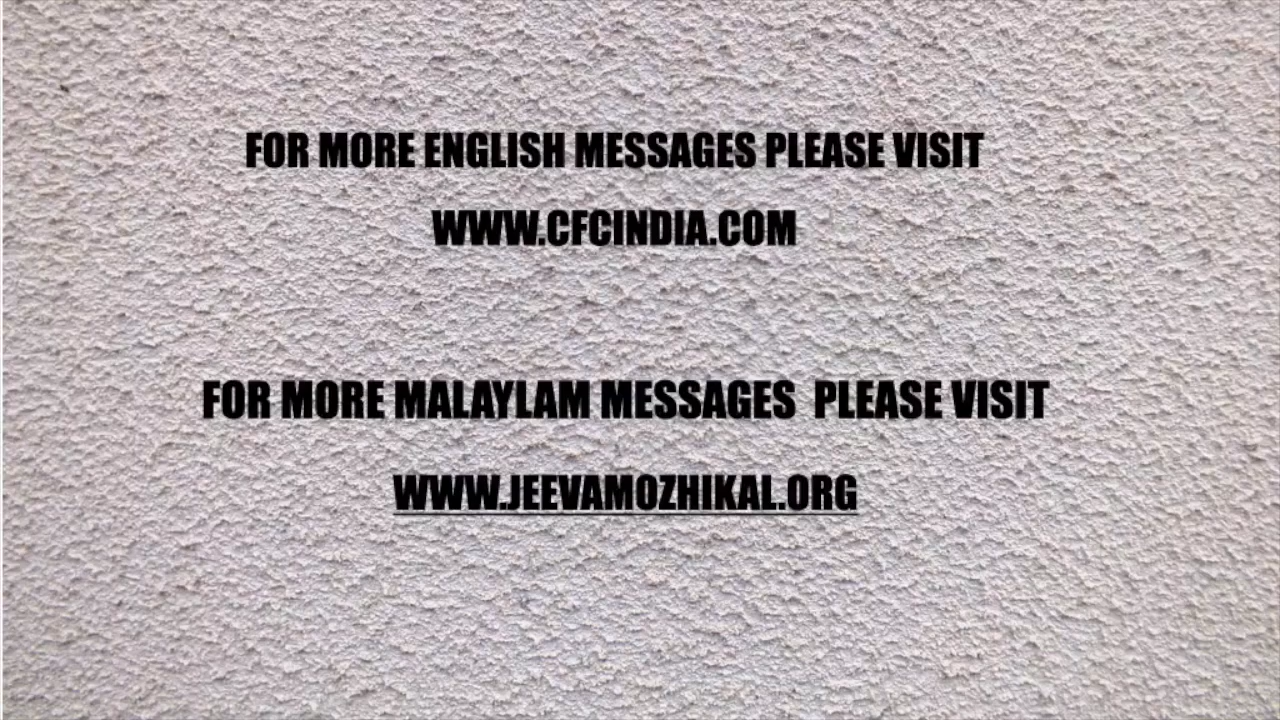 FOR MORE ENGLISH MESSAGES PLEASE VISIT
WWW.CFCINDIA.COM
FOR MORE MALAYLAM MESSAGES PLEASE VISIT
WWW.JEEVAMOZHIKAL.ORG